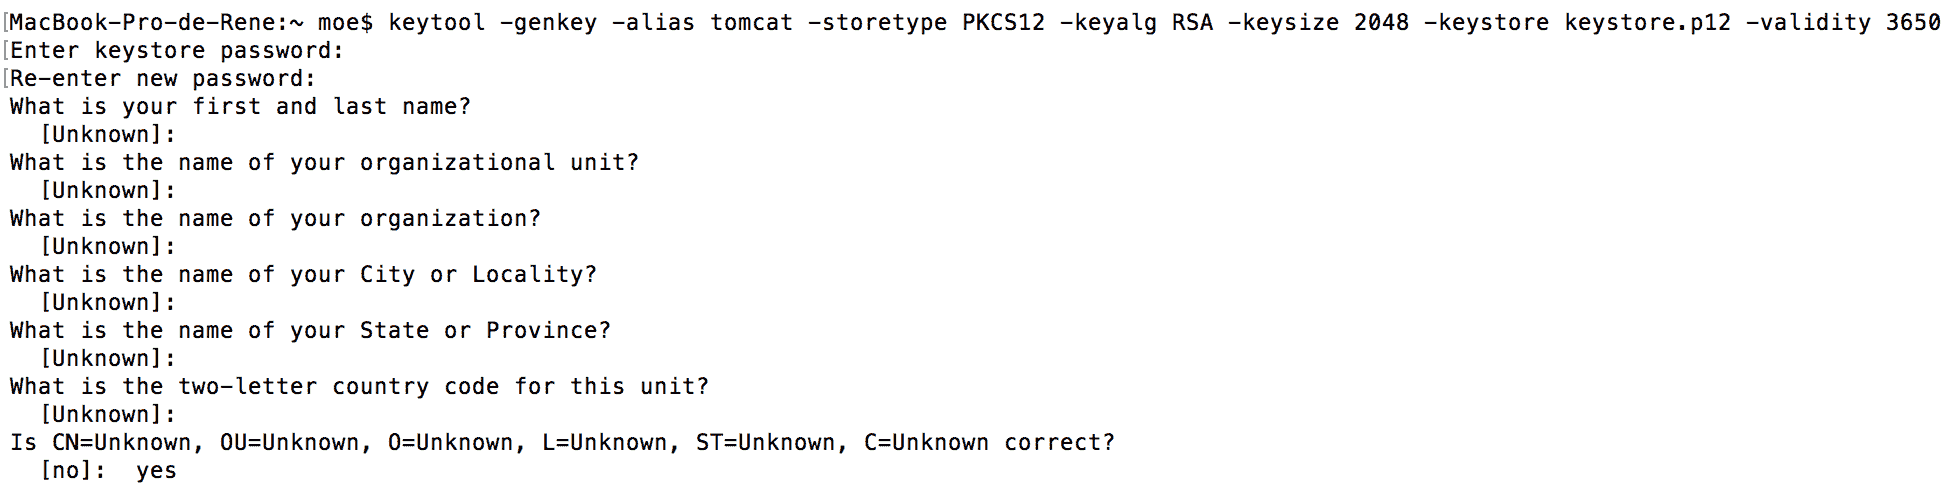 [MacBook-Pro-de-Rene:~ moe$ keytool -genkey -alias tomcat -storetype PKCS12 -keyalg RSA -keysize 2048 -keystore keystore.p12 -validity 3650
[Enter keystore password:
[Re-enter new password:
What is your first and last name?
[Unknown]:
What is the name of your organizational unit?
[Unknown]:
What is the name of your organization?
[Unknown]:
What is the name of your City or Locality?
[Unknown]:
What is the name of your State or Province?
[Unknown]:
What is the two-letter country code for this unit?
[Unknown]:
Is CN=Unknown, OU=Unknown, O=Unknown, L=Unknown, ST=Unknown, C=Unknown correct?
[no]: yes